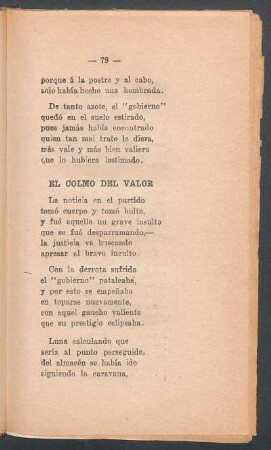 — 79 —
porque á la postre y al cabo,
solo había hecho una hombrada.
De tanto azote, el "gobierno"
quedó en el suelo estirado,
pues jamás había encontrado
quien tan mal trato le diera,
más vale y más bien valiera
que lo hubiera lastimado.
EL COLMO DEL VALOR
La noticia en el partido
tomó cuerpo y tomó bulto,
y fué aquello un grave insulto
que se fué desparramando,—
la justicia va buscando
apresar al bravo inculto.
Con la derrota sufrida
el "gobierno" pataleaba,
y por esto se empeñaba
en toparse nuevamente,
con aquel gaucho valiente
que su prestigio eclipsaba.
Luna calculando que
sería al punto perseguido,
del almacén se había ido
siguiendo la caravana,